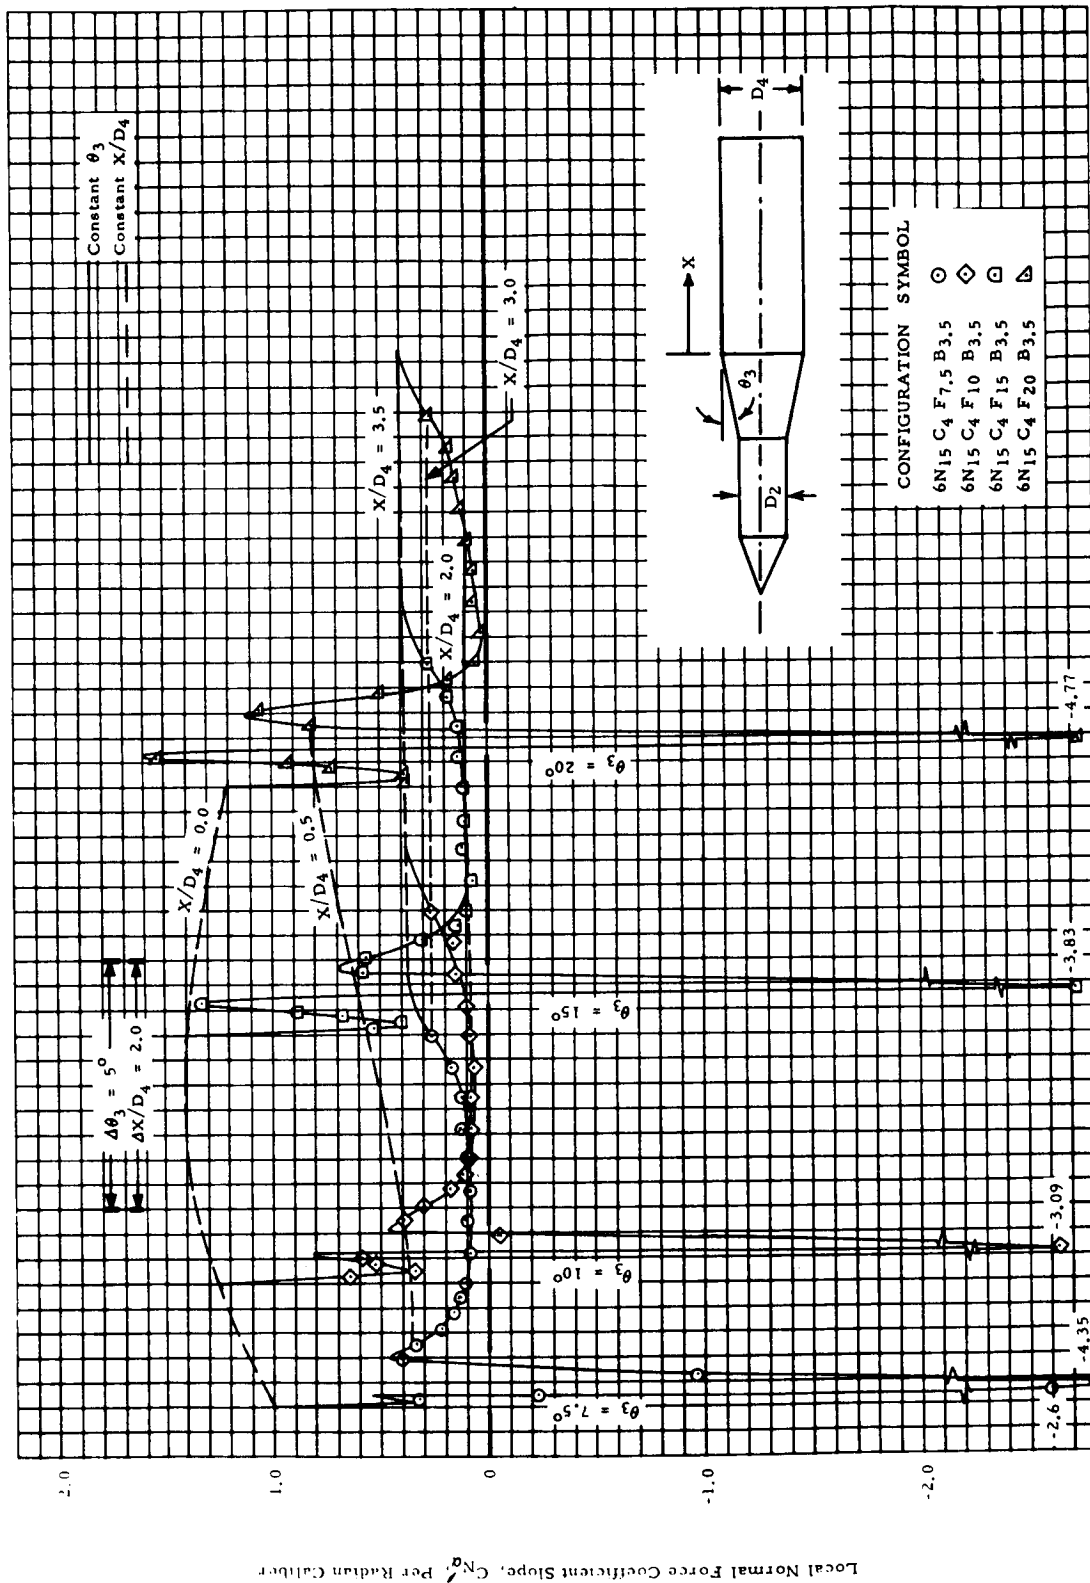 Constant θ3
Constant X/D4
Δθ3 = 5°
ΔX/D4 = 2.0
X/D4 = 0.0
X/D4 = 0.5
X/D4 = 3.5
X/D4 = 3.0
X/D4 = 2.0
θ3 = 7.5°
θ3 = 10°
θ3 = 15°
θ3 = 20°
-2.6
-4.35
-3.09
-3.83
-4.77
2.0
1.0
0
-1.0
-2.0
Local Normal Force Coefficient Slope, CNα′, Per Radian Caliber
X
θ3
D2
D4
CONFIGURATION SYMBOL
6N15 C4 F7.5 B3.5
6N15 C4 F10 B3.5
6N15 C4 F15 B3.5
6N15 C4 F20 B3.5